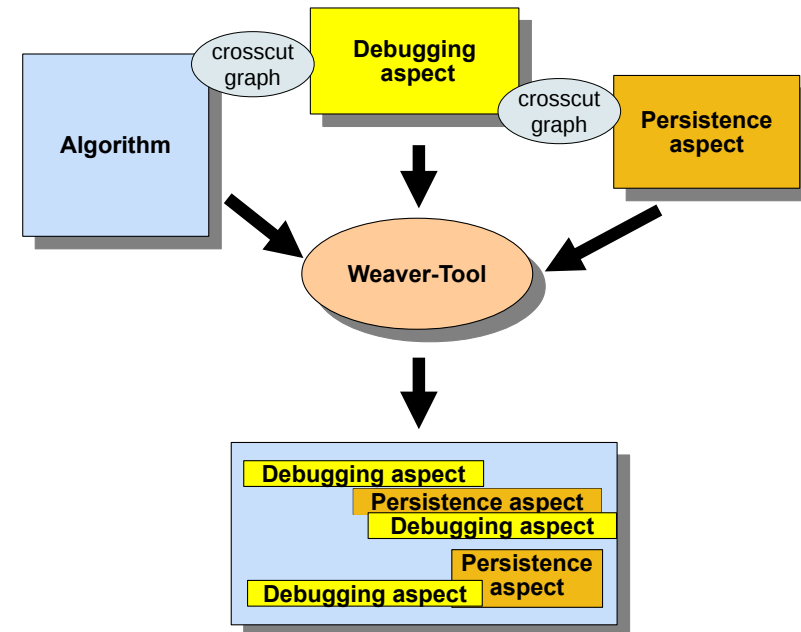 crosscut
graph
Debugging
aspect
crosscut
graph
Algorithm
Persistence
aspect
Weaver-Tool
Debugging aspect
Persistence aspect
Debugging aspect
Persistence
aspect
Debugging aspect